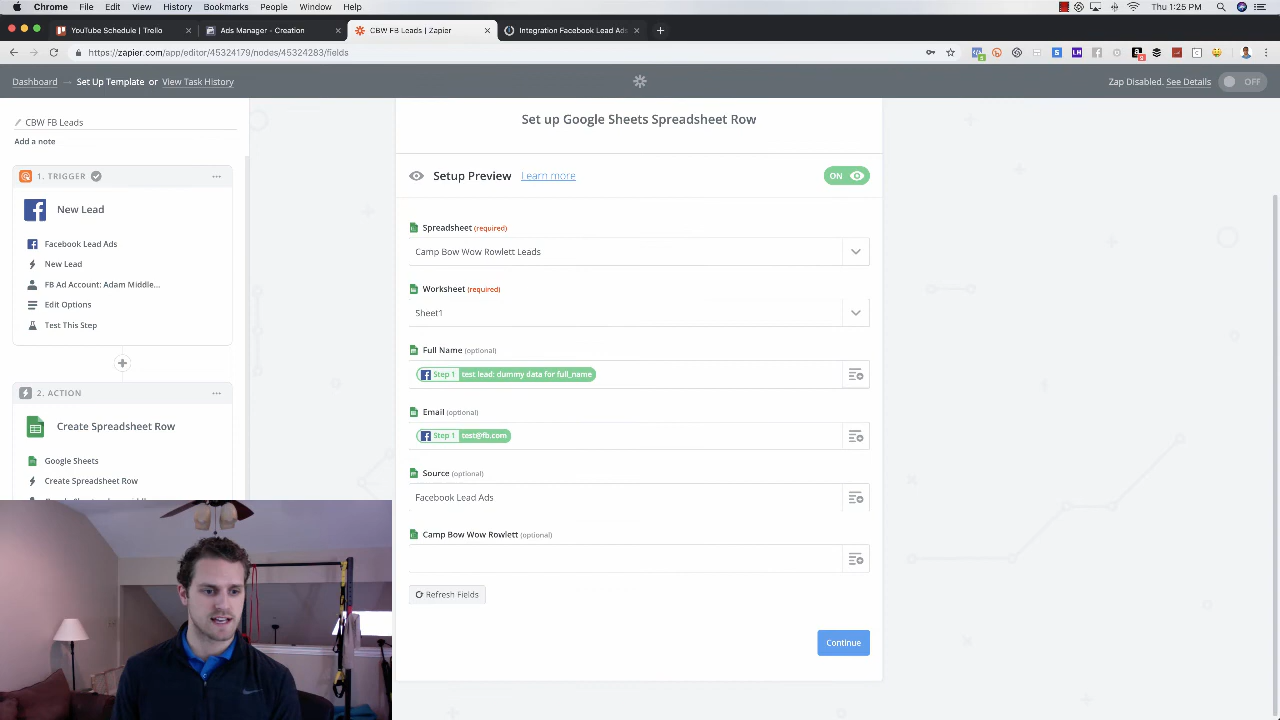 Chrome File Edit View History Bookmarks People Window Help
Thu 1:25 PM
YouTube Schedule | Trello
Ads Manager - Creation
CBW FB Leads | Zapier
Integration Facebook Lead Ads
https://zapier.com/app/editor/45324179/nodes/45324283/fields
Dashboard Set Up Template or View Task History
Zap Disabled. See Details OFF
CBW FB Leads
Add a note
1. TRIGGER
New Lead
Facebook Lead Ads
New Lead
FB Ad Account: Adam Middle...
Edit Options
Test This Step
2. ACTION
Create Spreadsheet Row
Google Sheets
Create Spreadsheet Row
Set up Google Sheets Spreadsheet Row
Setup Preview Learn more ON
Spreadsheet (required)
Camp Bow Wow Rowlett Leads
Worksheet (required)
Sheet1
Full Name (optional)
Step 1 test lead: dummy data for full_name
Email (optional)
Step 1 test@fb.com
Source (optional)
Facebook Lead Ads
Camp Bow Wow Rowlett (optional)
Refresh Fields
Continue